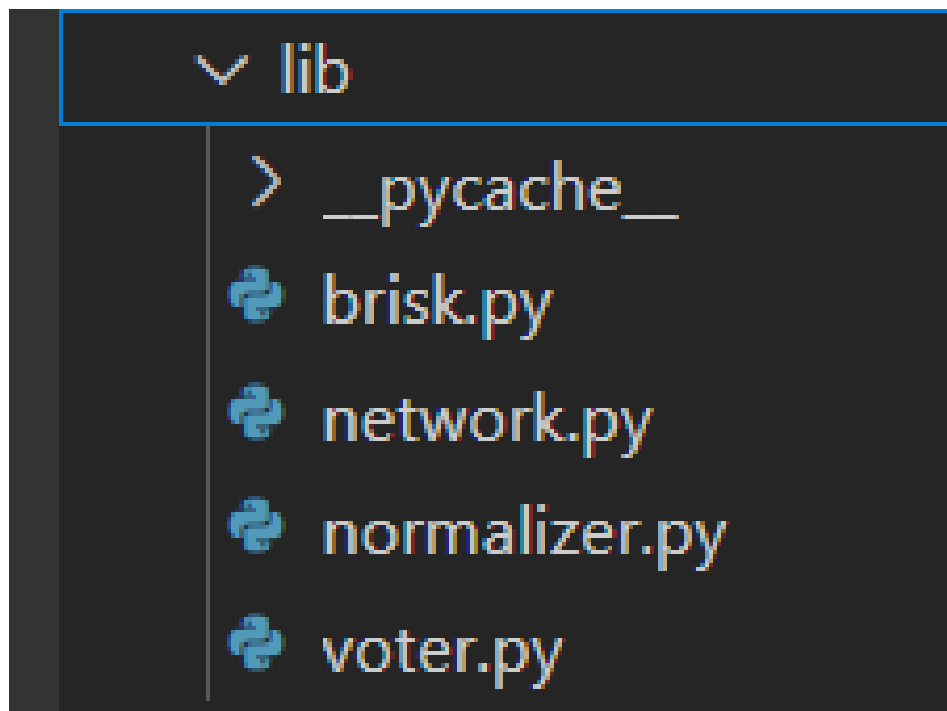 lib
__pycache__
brisk.py
network.py
normalizer.py
voter.py